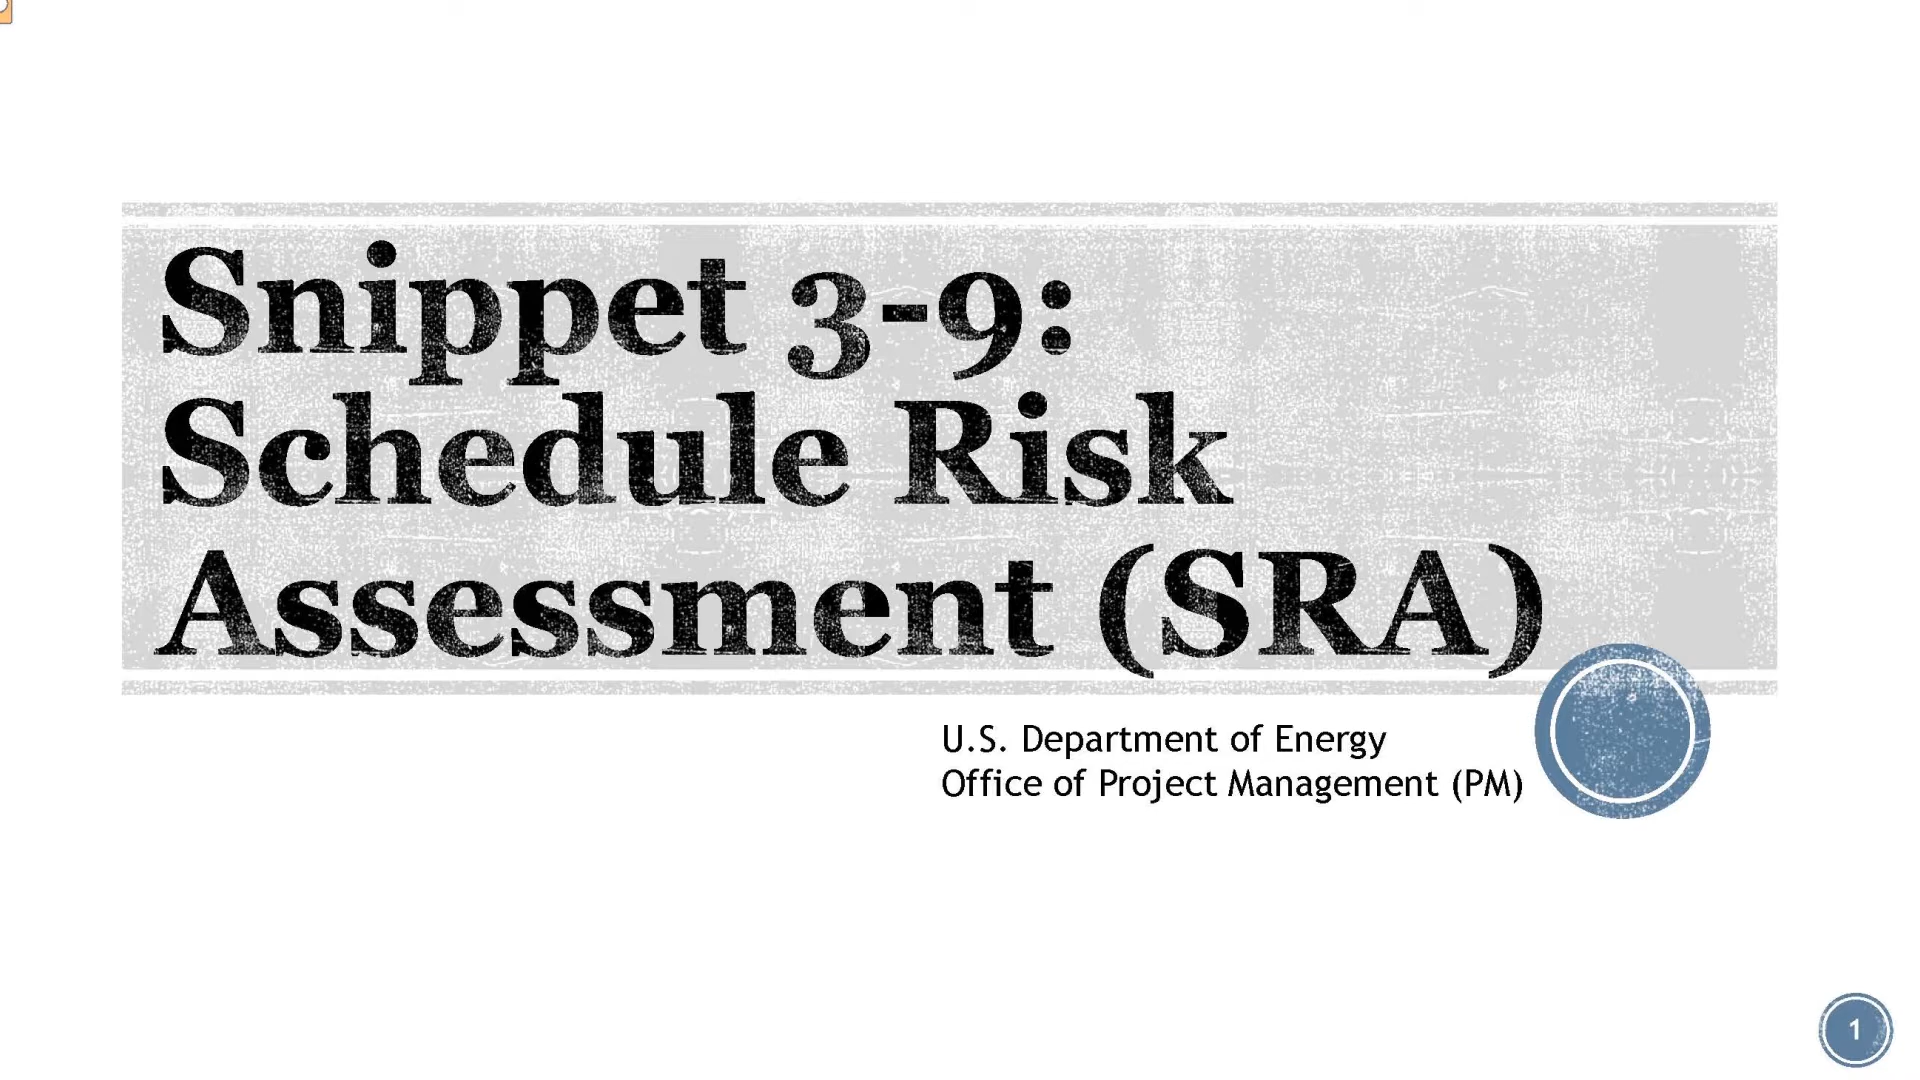 Snippet 3-9:
Schedule Risk
Assessment (SRA)
U.S. Department of Energy
Office of Project Management (PM)
1